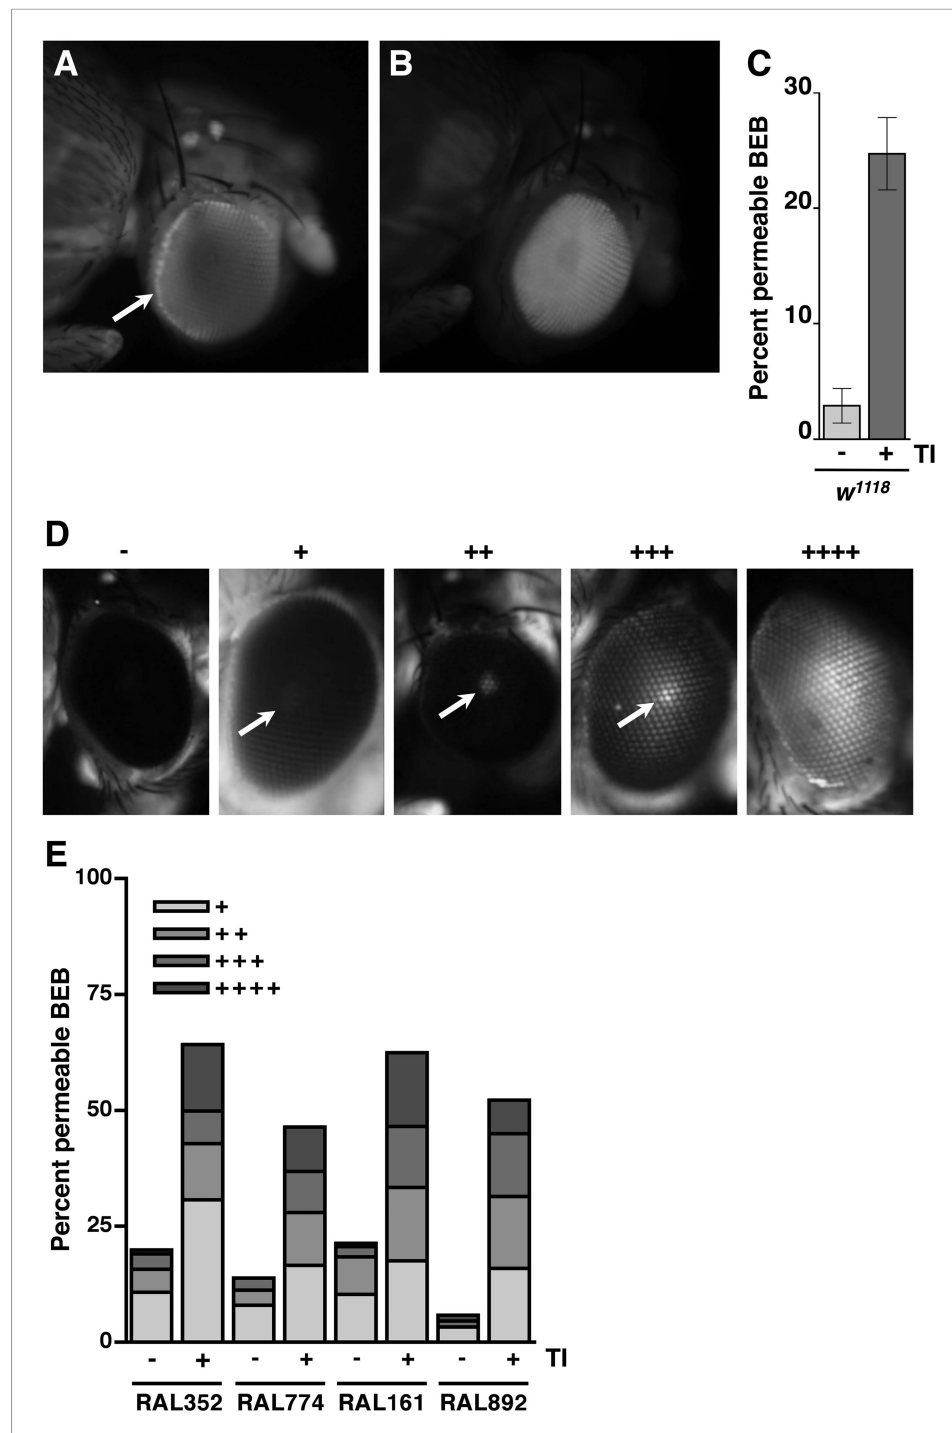 A
B
C
30
20
10
0
Percent permeable BEB
- + TI
w1118
D
- + ++ +++ ++++
E
100
75
50
25
0
Percent permeable BEB
+
+ +
+ + +
+ + + +
- + - + - + - + TI
RAL352 RAL774 RAL161 RAL892